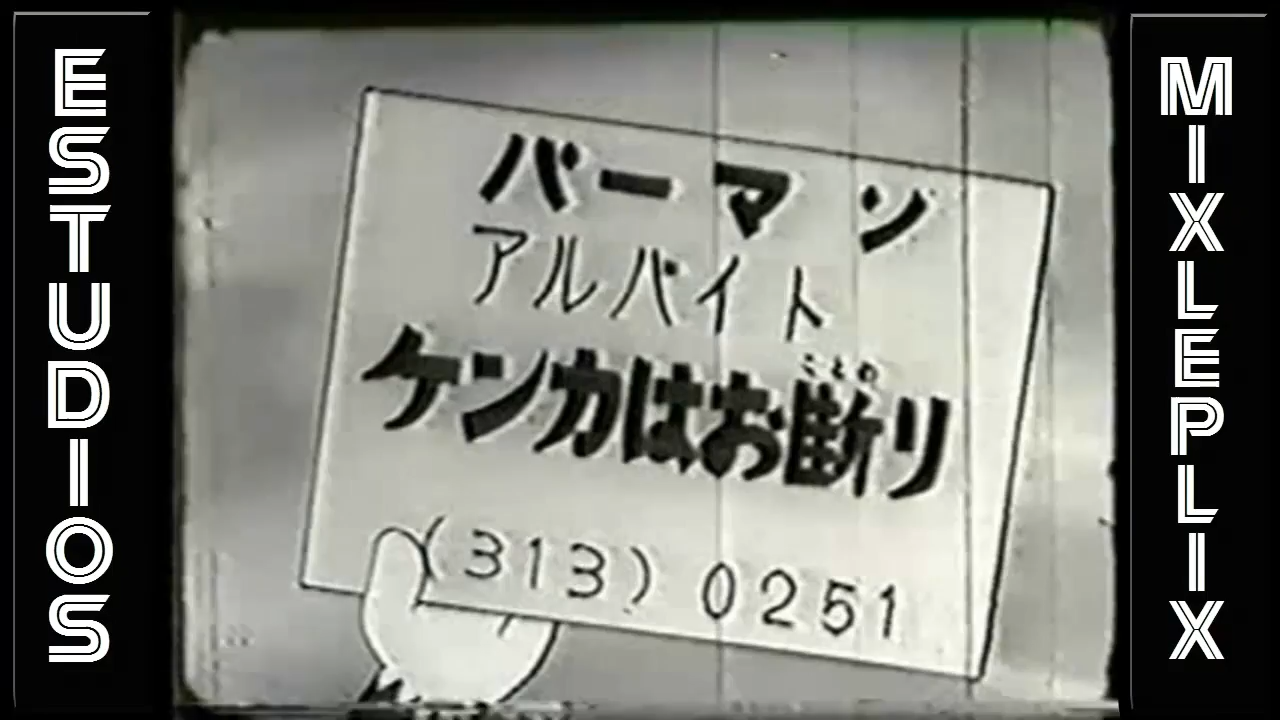 ESTUDIOS
バーマン
アルバイト
ことわ
ケンカはお断り
(313) 0251
MIXLEPLIX